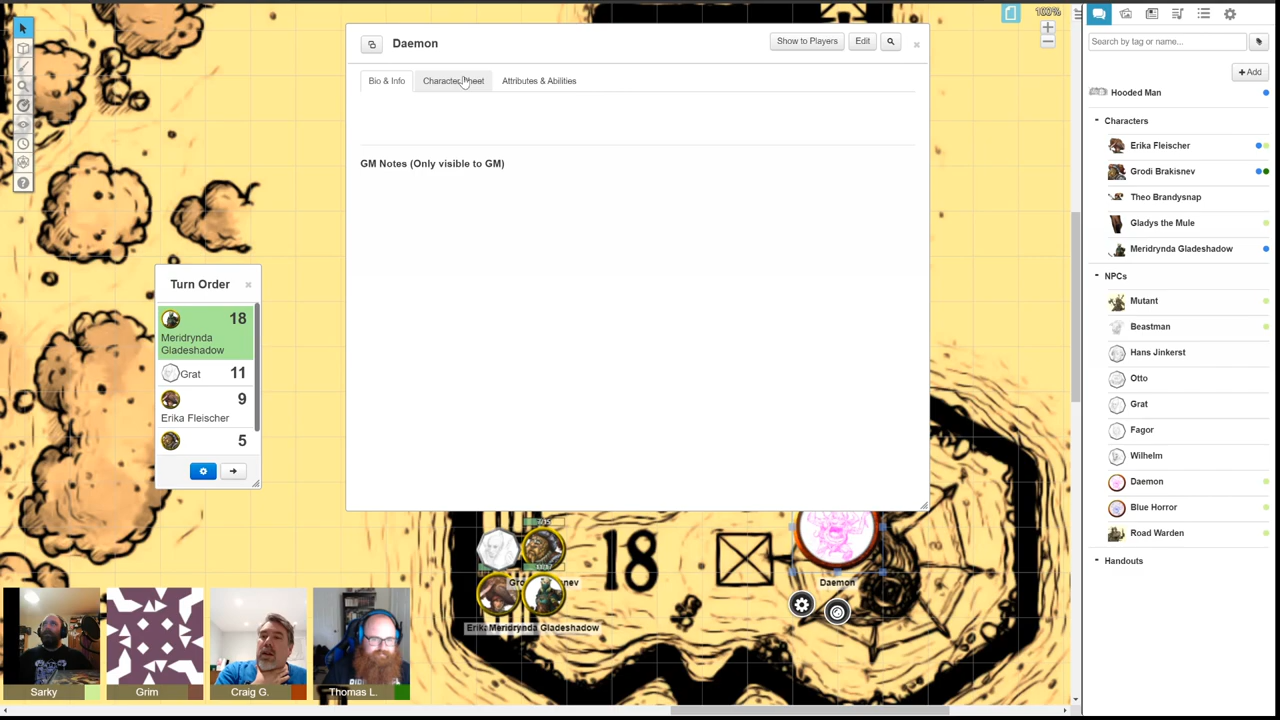 100%
Daemon
Show to Players
Edit
Bio & Info
Character Sheet
Attributes & Abilities
GM Notes (Only visible to GM)
Turn Order
18
Meridrynda
Gladeshadow
Grat
11
9
Erika Fleischer
5
Search by tag or name...
+ Add
Hooded Man
Characters
Erika Fleischer
Grodi Brakisnev
Theo Brandysnap
Gladys the Mule
Meridrynda Gladeshadow
NPCs
Mutant
Beastman
Hans Jinkerst
Otto
Grat
Fagor
Wilhelm
Daemon
Blue Horror
Road Warden
Handouts
18
Daemon
Meridrynda Gladeshadow
Sarky
Grim
Craig G.
Thomas L.